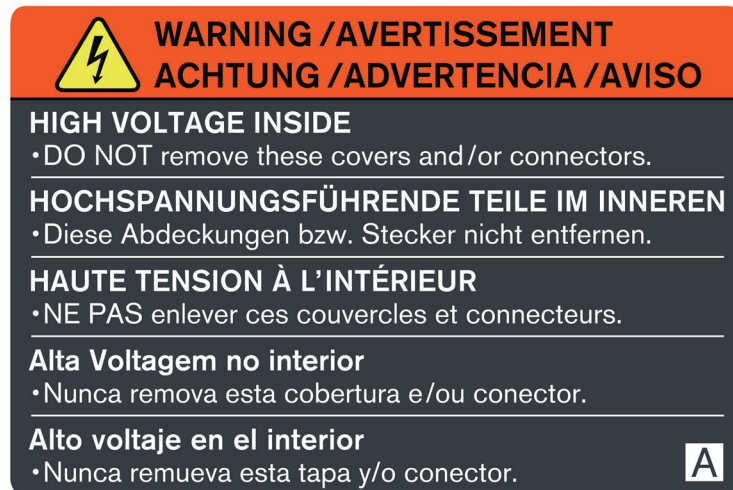 WARNING /AVERTISSEMENT
ACHTUNG /ADVERTENCIA /AVISO
HIGH VOLTAGE INSIDE
•DO NOT remove these covers and/or connectors.
HOCHSPANNUNGSFÜHRENDE TEILE IM INNEREN
•Diese Abdeckungen bzw. Stecker nicht entfernen.
HAUTE TENSION À L'INTÉRIEUR
•NE PAS enlever ces couvercles et connecteurs.
Alta Voltagem no interior
•Nunca remova esta cobertura e/ou conector.
Alto voltaje en el interior
•Nunca remueva esta tapa y/o conector.
A